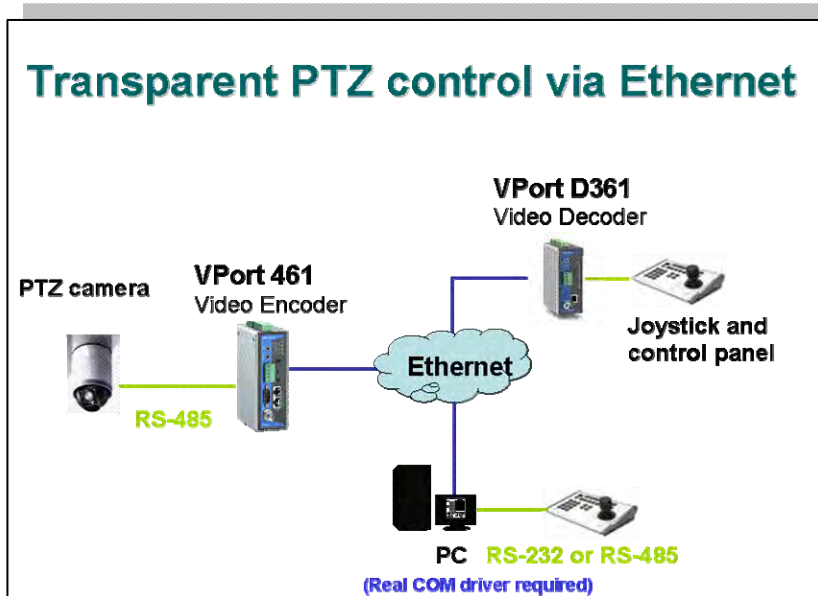 Transparent PTZ control via Ethernet
VPort D361
Video Decoder
VPort 461
Video Encoder
PTZ camera
Joystick and
control panel
Ethernet
RS-485
PC RS-232 or RS-485
(Real COM driver required)